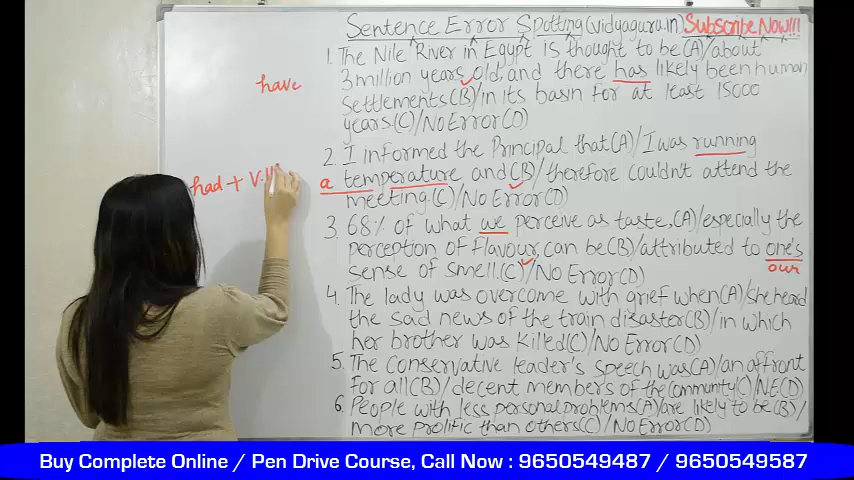 Sentence Error Spotting (vidyaguru.in) Subscribe Now!!!
have
1. The Nile River in Egypt is thought to be (A)/about
3 million years old, and there has likely been human
settlements (B)/in its basin for at least 15000
years (C)/No Error (D)
2. I informed the Principal that (A)/I was running
a temperature and (B)/therefore couldn't attend the
meeting. (C)/No Error (D)
had + V.
3. 68% of what we perceive as taste, (A)/especially the
perception of flavour can be (B)/attributed to one's
our
sense of smell. (C)/No Error (D)
4. The lady was overcome with grief when (A)/she heard
the sad news of the train disaster (B)/in which
her brother was killed (C)/No Error (D)
5. The Conservative leader's speech was (A)/an affront
for all (B)/decent members of the Community (C)/NE (D)
6. People with less personal problems (A)/are likely to be (B)/
more prolific than others (C)/No Error (D)
Buy Complete Online / Pen Drive Course, Call Now : 9650549487 / 9650549587